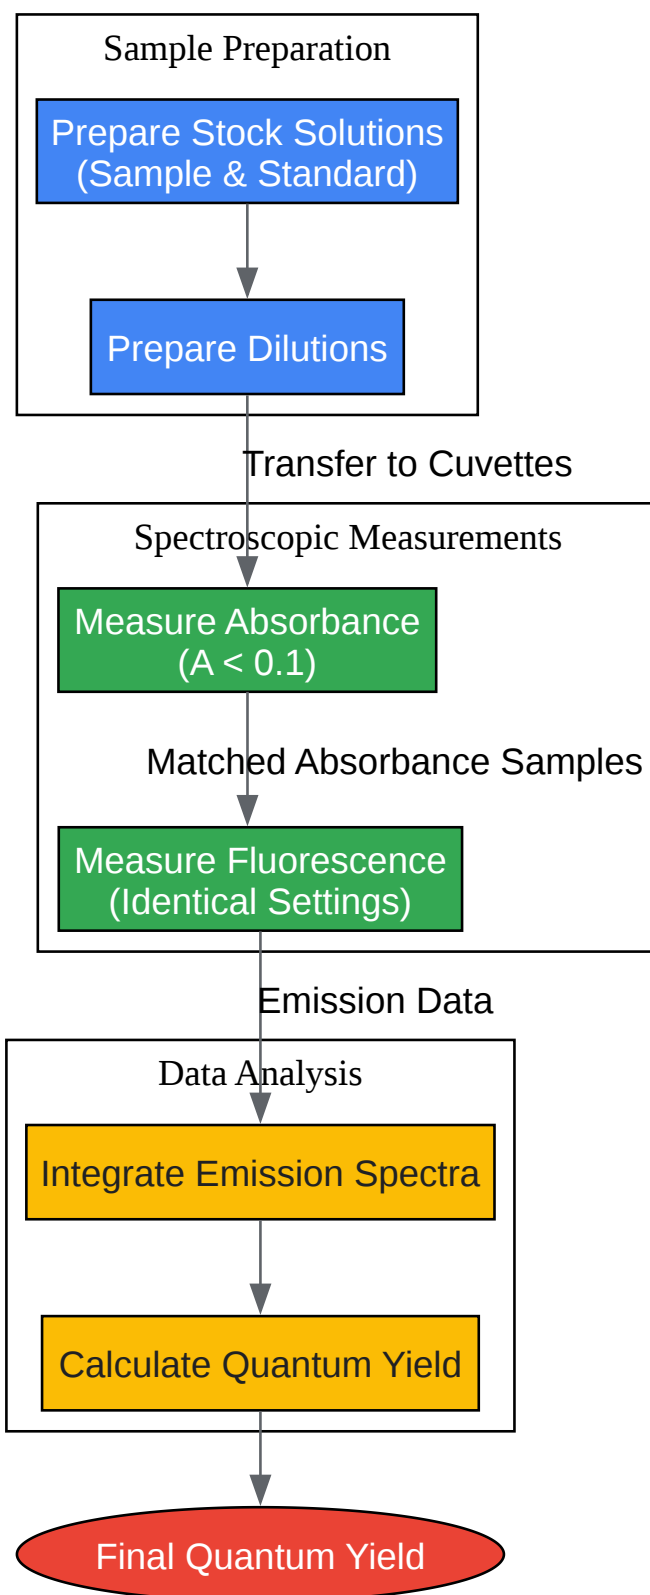 Sample Preparation
Prepare Stock Solutions
(Sample & Standard)
Prepare Dilutions
Transfer to Cuvettes
Spectroscopic Measurements
Measure Absorbance
(A < 0.1)
Matched Absorbance Samples
Measure Fluorescence
(Identical Settings)
Emission Data
Data Analysis
Integrate Emission Spectra
Calculate Quantum Yield
Final Quantum Yield